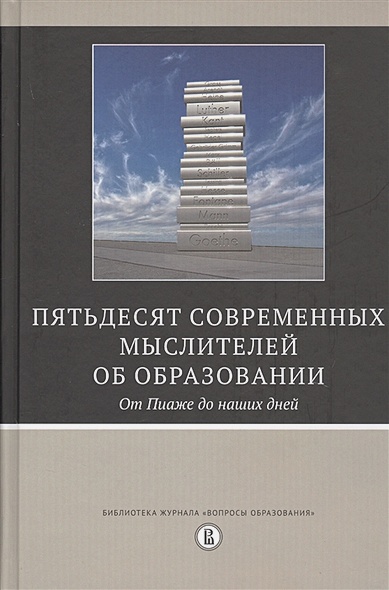 Luther
Kant
Schiller
Fontane
Mann
Goethe
ПЯТЬДЕСЯТ СОВРЕМЕННЫХ
МЫСЛИТЕЛЕЙ
ОБ ОБРАЗОВАНИИ
От Пиаже до наших дней
БИБЛИОТЕКА ЖУРНАЛА «ВОПРОСЫ ОБРАЗОВАНИЯ»